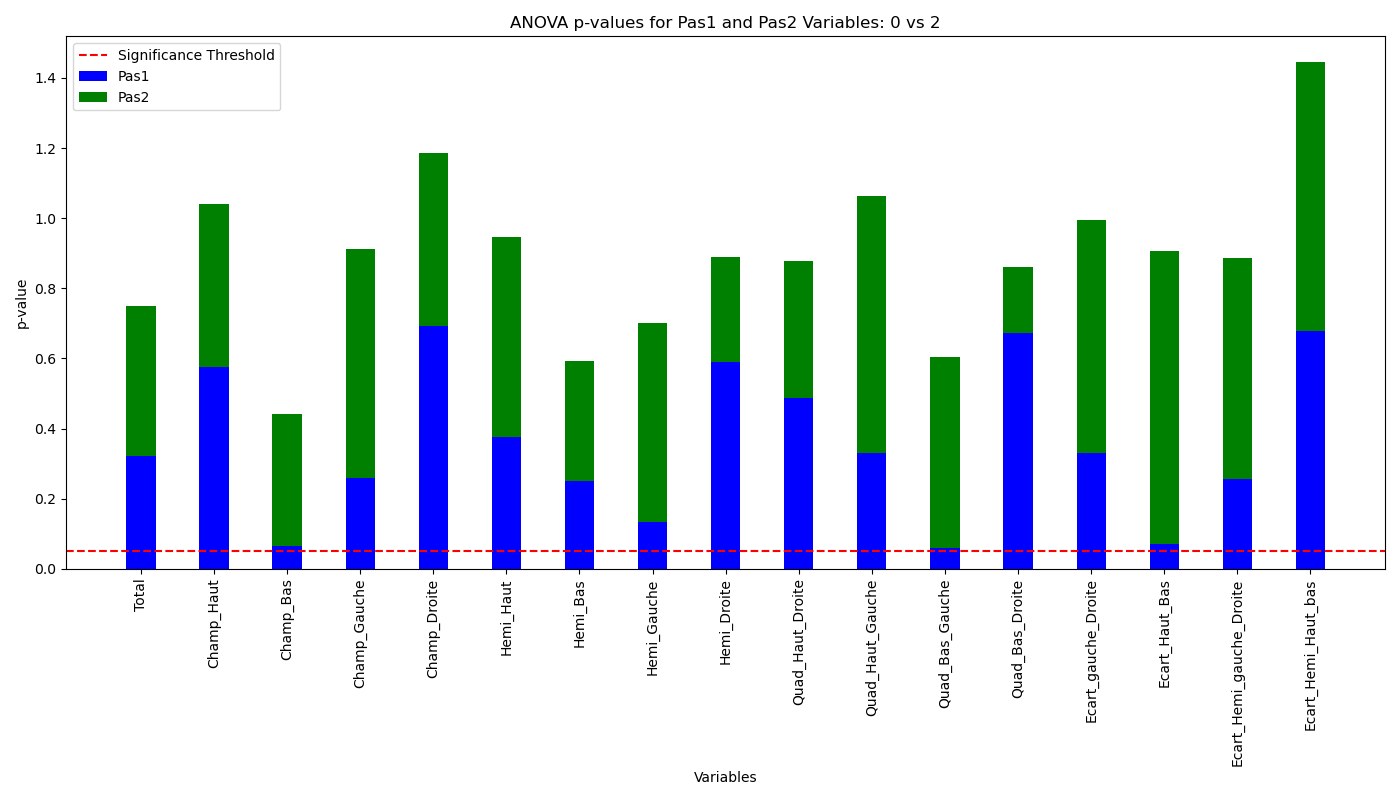 ANOVA p-values for Pas1 and Pas2 Variables: 0 vs 2
Significance Threshold
Pas1
Pas2
p-value
1.4
1.2
1.0
0.8
0.6
0.4
0.2
0.0
Total
Champ_Haut
Champ_Bas
Champ_Gauche
Champ_Droite
Hemi_Haut
Hemi_Bas
Hemi_Gauche
Hemi_Droite
Quad_Haut_Droite
Quad_Haut_Gauche
Quad_Bas_Gauche
Quad_Bas_Droite
Ecart_gauche_Droite
Ecart_Haut_Bas
Ecart_Hemi_gauche_Droite
Ecart_Hemi_Haut_bas
Variables